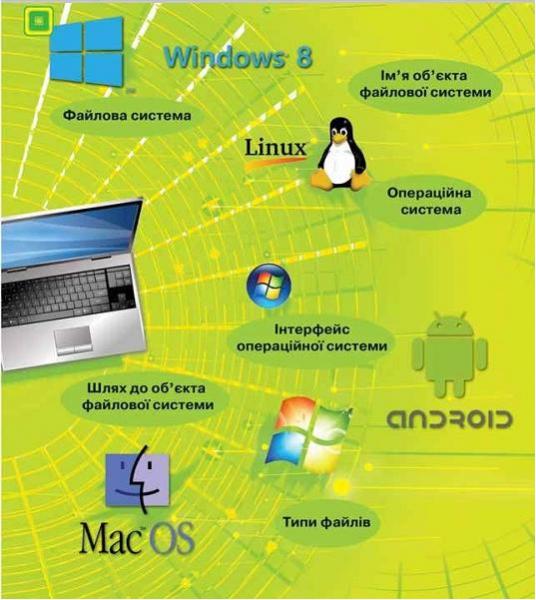 Windows 8
Ім’я об’єкта
файлової системи
Файлова система
Linux
Операційна
система
Інтерфейс
операційної системи
Шлях до об’єкта
файлової системи
ANDROID
Типи файлів
Mac OS